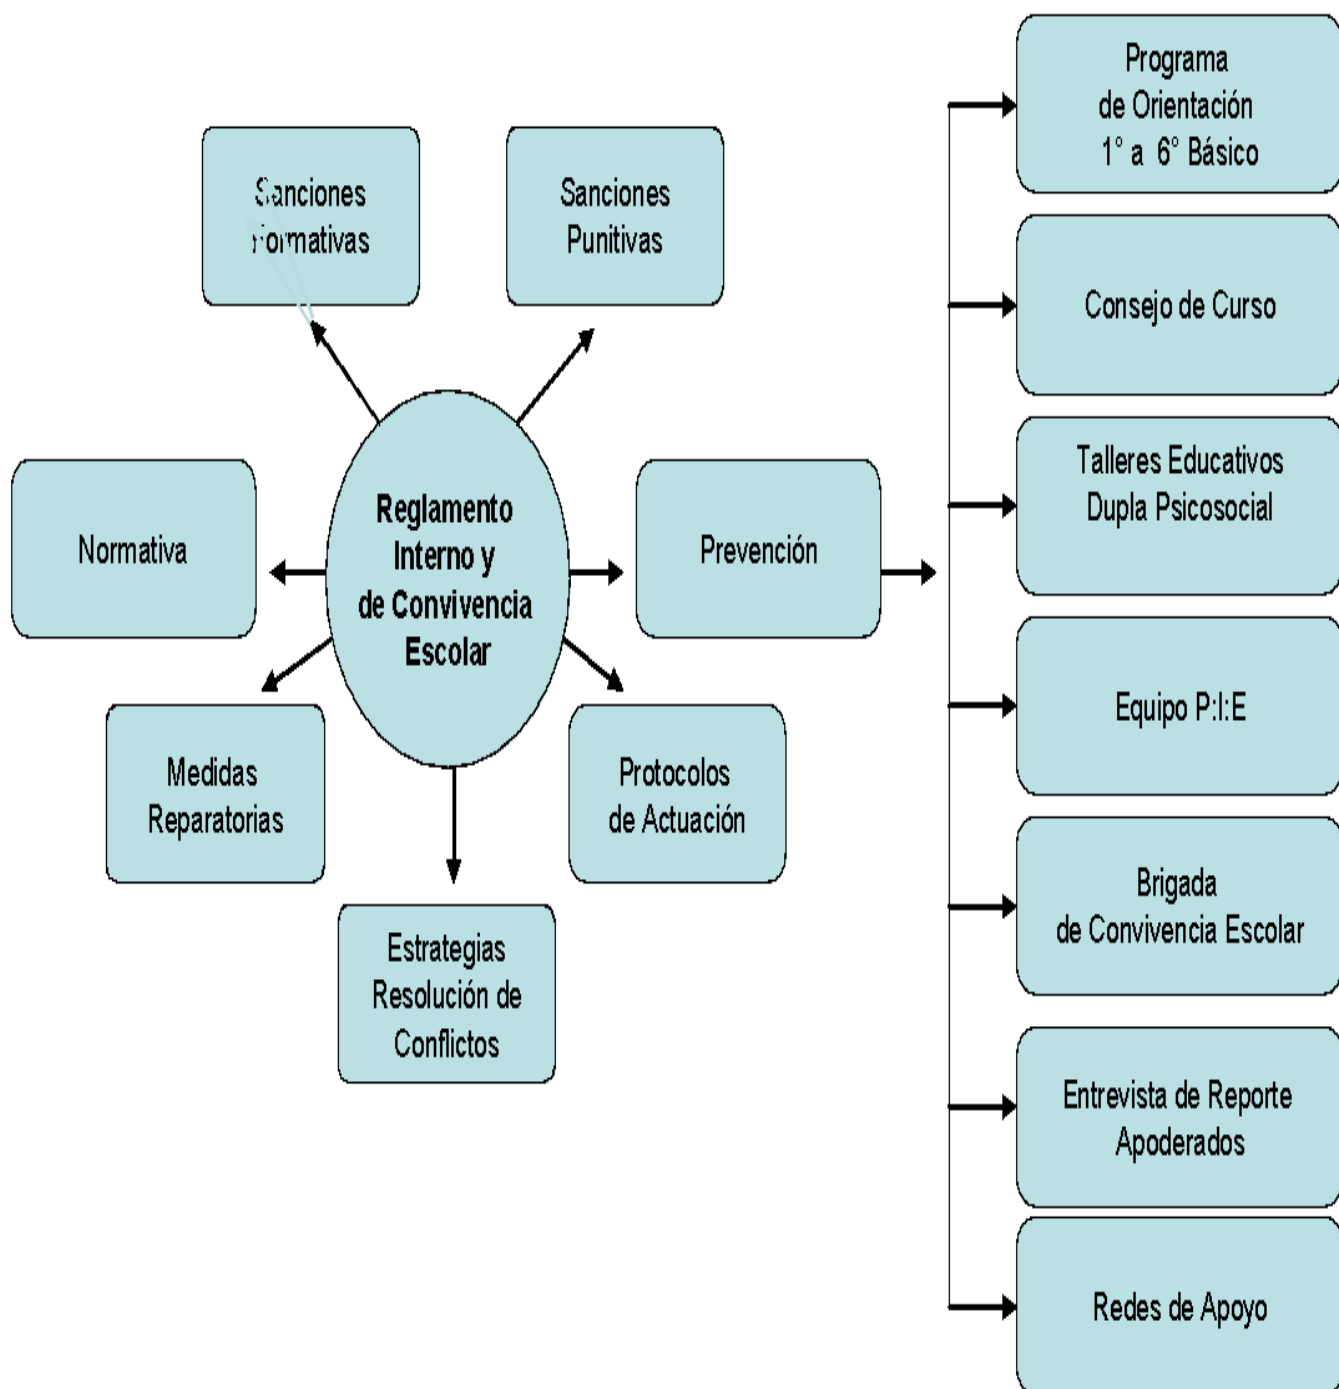 Programa
de Orientación
1° a 6° Básico
Sanciones
Sanciones
Punitivas
Consejo de Curso
Talleres Educativos
Dupla Psicosocial
Reglamento
Interno y
de Convivencia
Escolar
Normativa
Prevención
Equipo P:I:E
Medidas
Reparatorias
Protocolos
de Actuación
Brigada
de Convivencia Escolar
Estrategias
Resolución de
Conflictos
Entrevista de Reporte
Apoderados
Redes de Apoyo